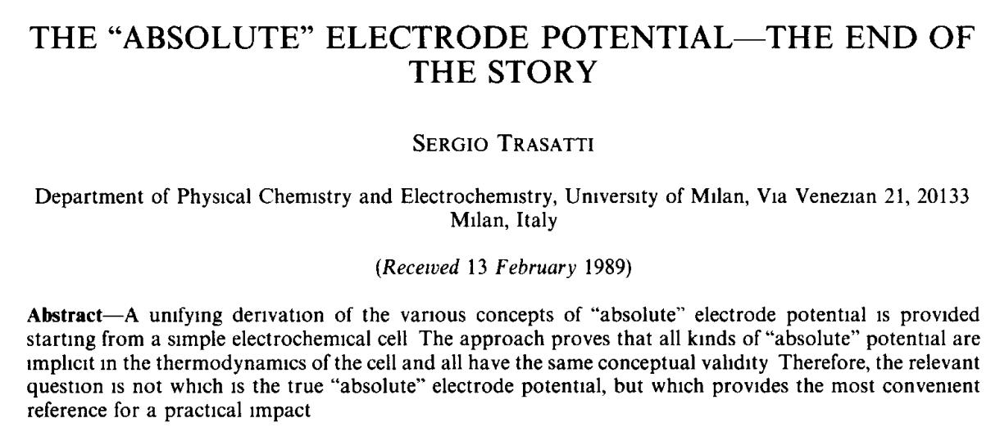 THE “ABSOLUTE” ELECTRODE POTENTIAL—THE END OF
THE STORY
SERGIO TRASATTI
Department of Physical Chemistry and Electrochemistry, University of Milan, Via Venezian 21, 20133
Milan, Italy
(Received 13 February 1989)
Abstract—A unifying derivation of the various concepts of “absolute” electrode potential is provided
starting from a simple electrochemical cell The approach proves that all kinds of “absolute” potential are
implicit in the thermodynamics of the cell and all have the same conceptual validity Therefore, the relevant
question is not which is the true “absolute” electrode potential, but which provides the most convenient
reference for a practical impact